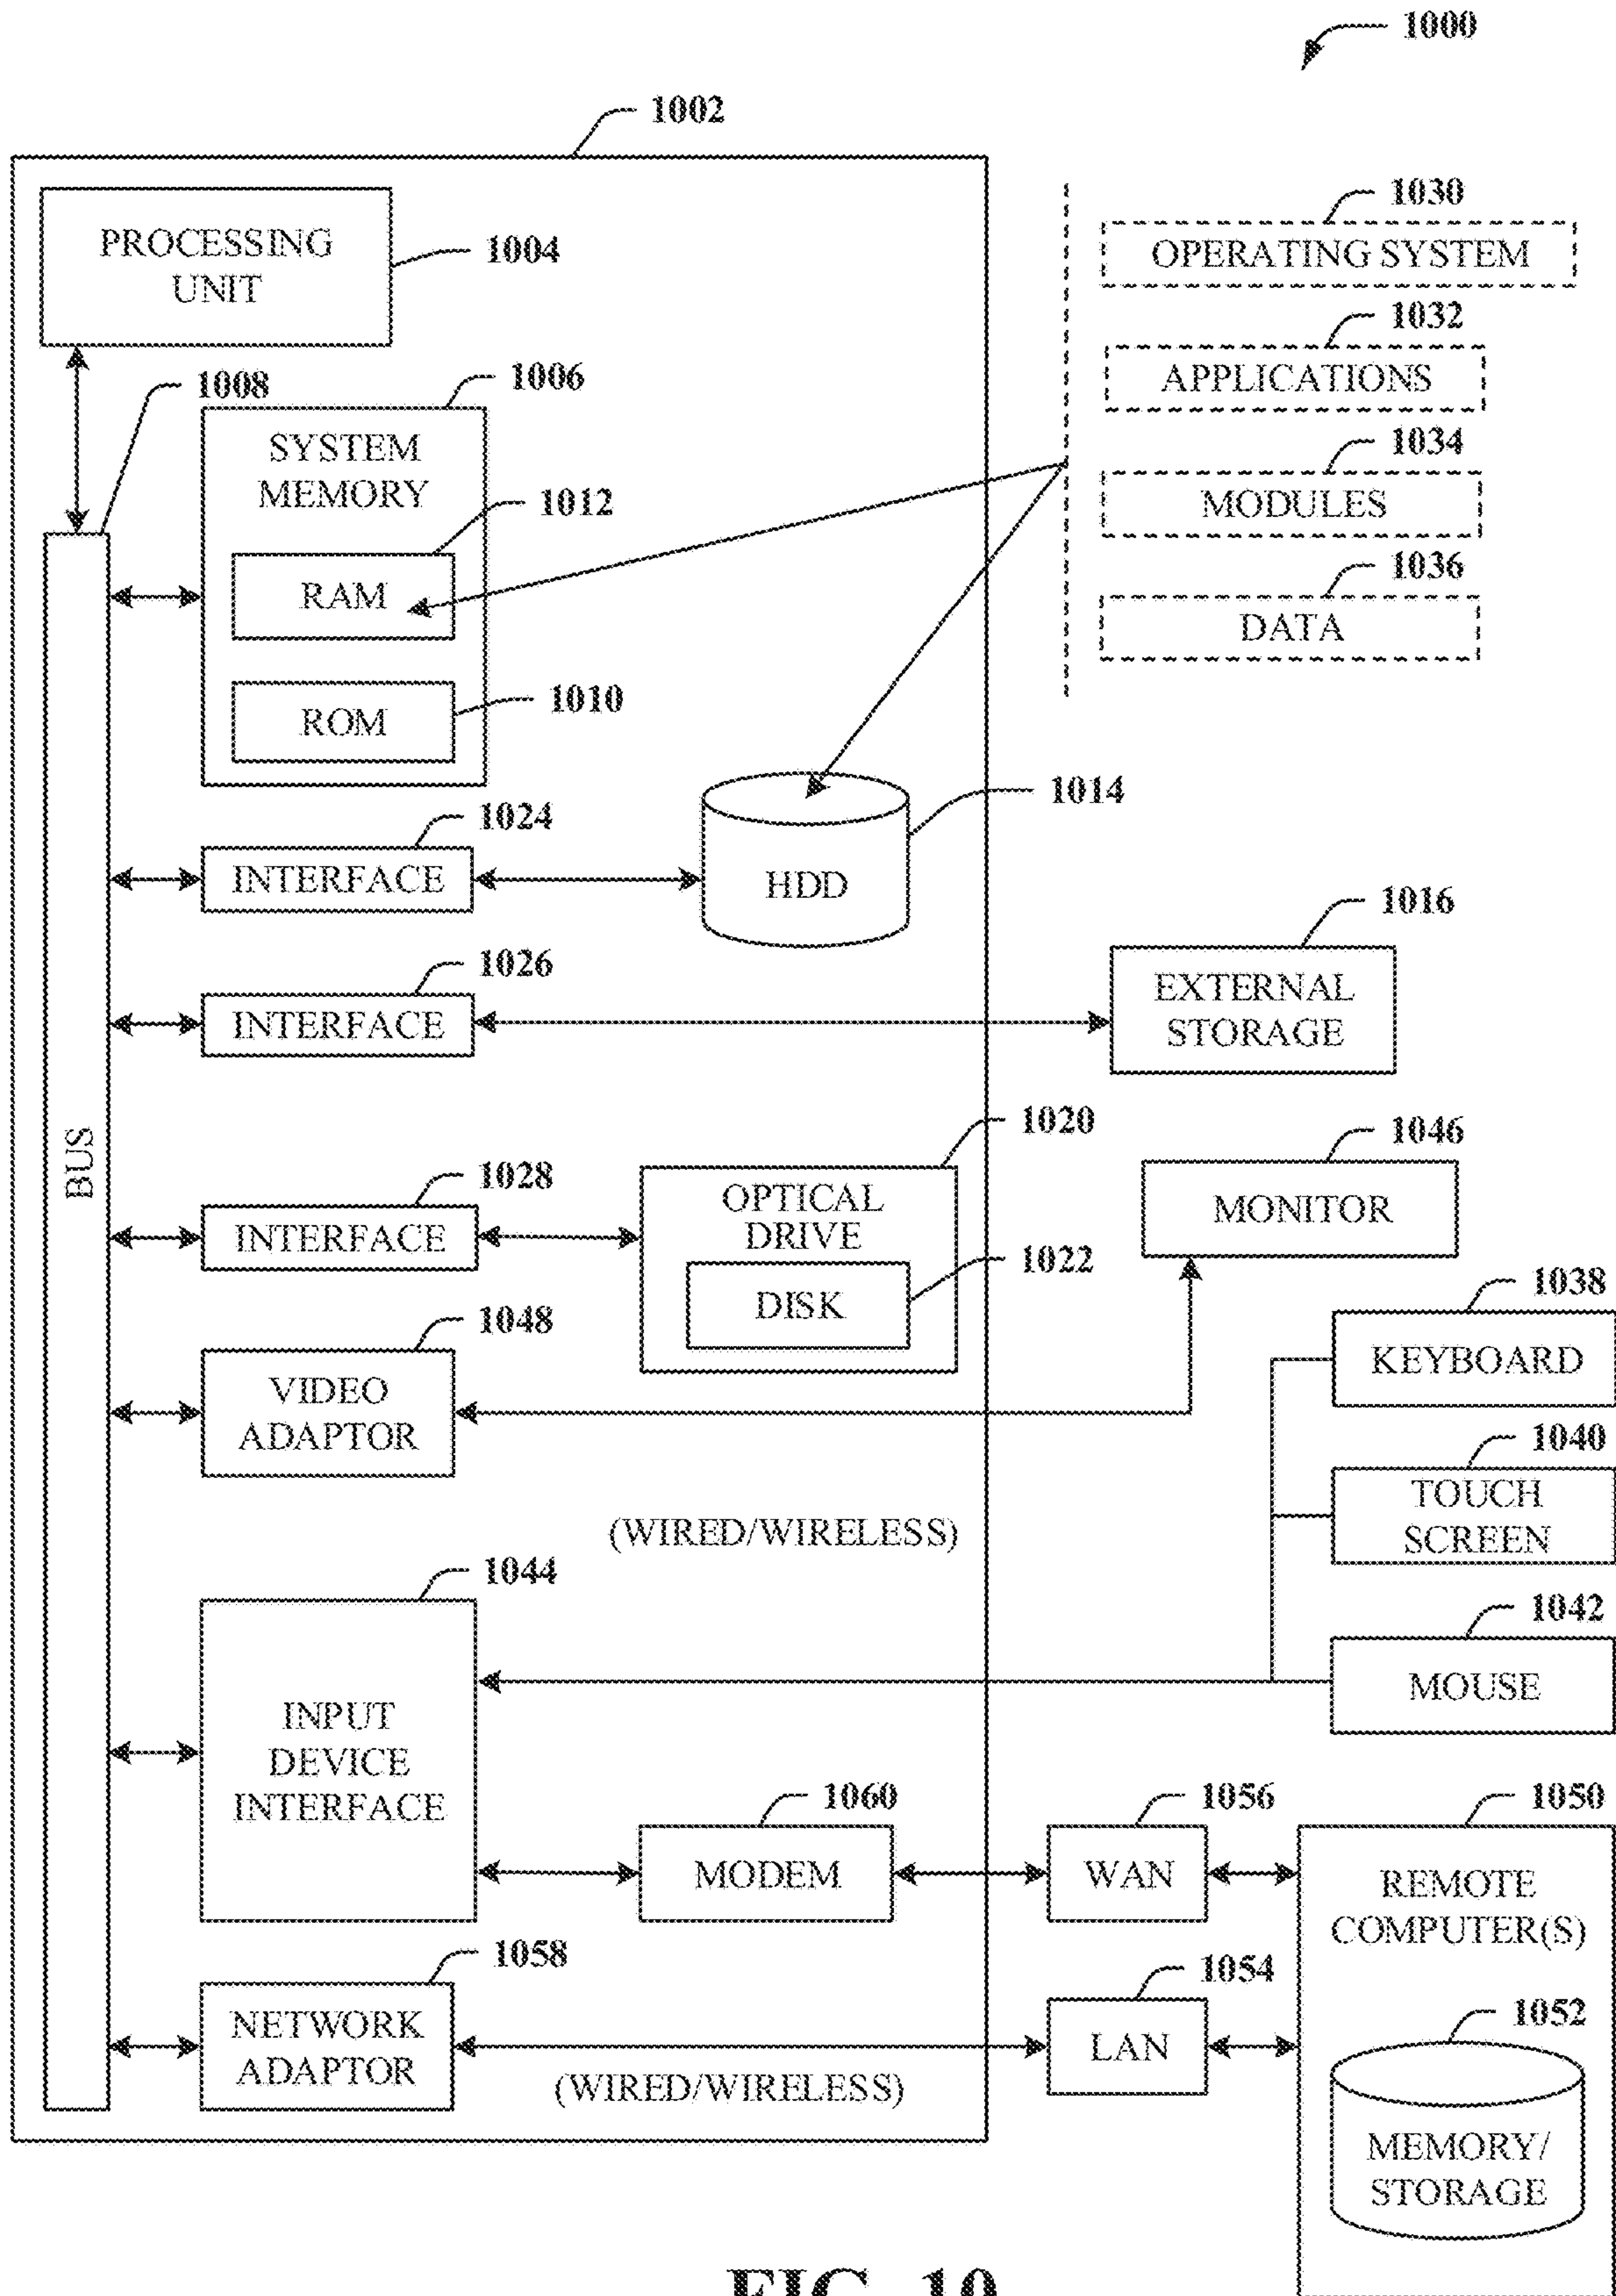 1000
1002
PROCESSING
UNIT
1004
1030
OPERATING SYSTEM
1032
APPLICATIONS
1034
MODULES
1036
DATA
1008
1006
SYSTEM
MEMORY
1012
RAM
1010
ROM
1024
INTERFACE
1014
HDD
1016
EXTERNAL
STORAGE
1026
INTERFACE
BUS
1020
OPTICAL
DRIVE
1022
DISK
1028
INTERFACE
1046
MONITOR
1048
VIDEO
ADAPTOR
1038
KEYBOARD
1040
TOUCH
SCREEN
(WIRED/WIRELESS)
1042
MOUSE
1044
INPUT
DEVICE
INTERFACE
1060
MODEM
1056
WAN
1050
REMOTE
COMPUTER(S)
1058
NETWORK
ADAPTOR
(WIRED/WIRELESS)
1054
LAN
1052
MEMORY/
STORAGE
FIG. 10